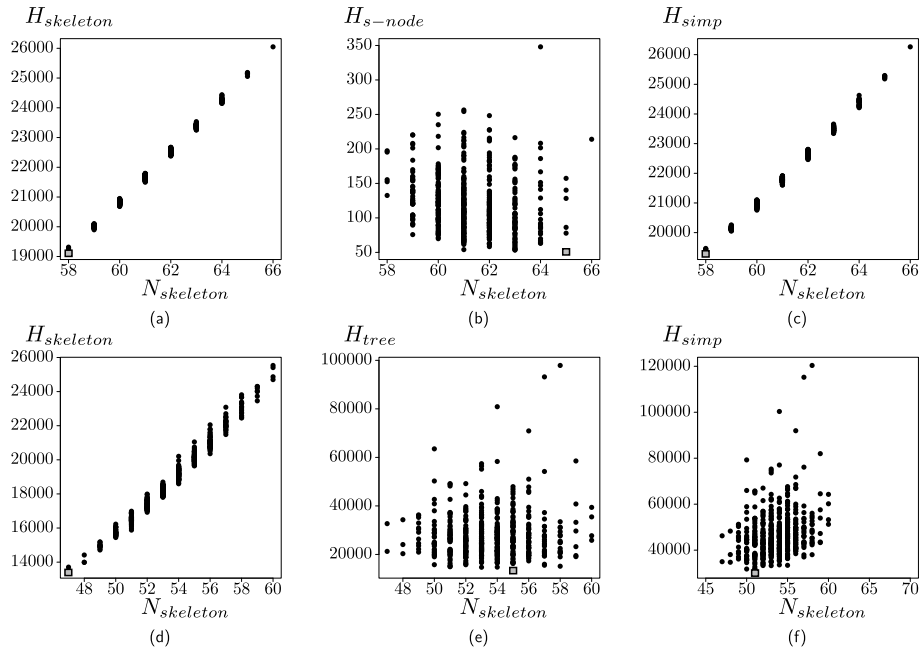 H_skeleton
26000
25000
24000
23000
22000
21000
20000
19000
58 60 62 64 66
N_skeleton
(a)
H_s−node
350
300
250
200
150
100
50
58 60 62 64 66
N_skeleton
(b)
H_simp
26000
25000
24000
23000
22000
21000
20000
58 60 62 64 66
N_skeleton
(c)
H_skeleton
26000
24000
22000
20000
18000
16000
14000
48 50 52 54 56 58 60
N_skeleton
(d)
H_tree
100000
80000
60000
40000
20000
48 50 52 54 56 58 60
N_skeleton
(e)
H_simp
120000
100000
80000
60000
40000
45 50 55 60 65 70
N_skeleton
(f)